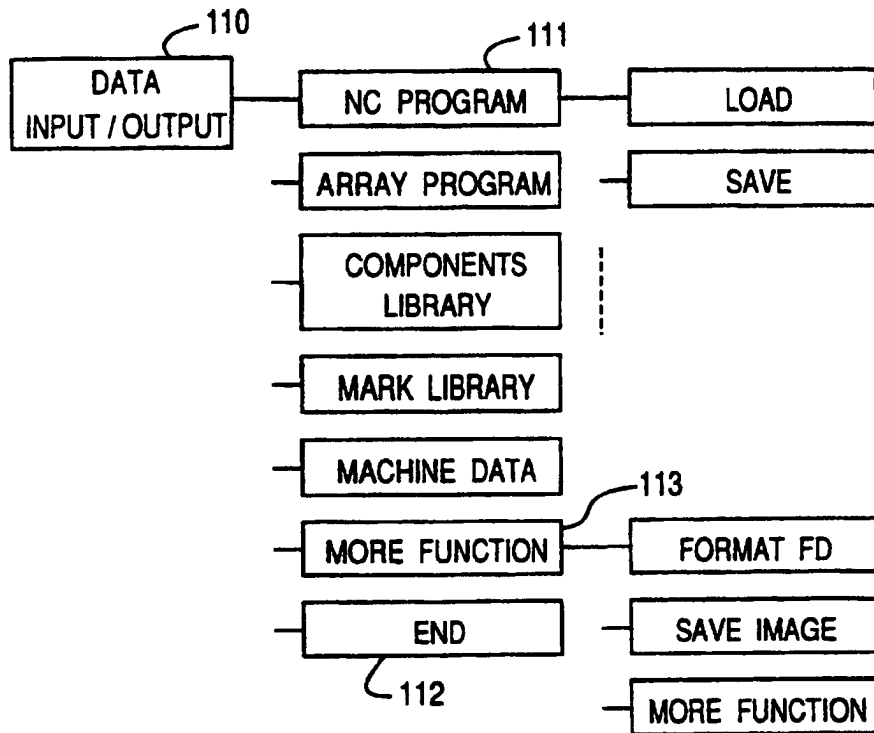 110
111
DATA
INPUT / OUTPUT
NC PROGRAM
LOAD
ARRAY PROGRAM
SAVE
COMPONENTS
LIBRARY
MARK LIBRARY
MACHINE DATA
113
MORE FUNCTION
FORMAT FD
END
SAVE IMAGE
112
MORE FUNCTION